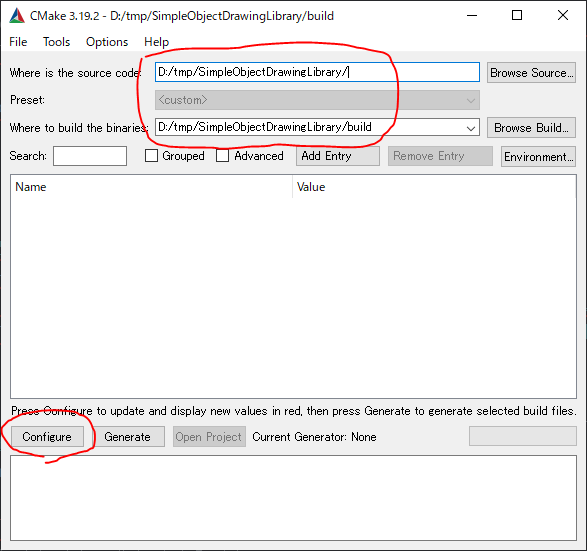 CMake 3.19.2 - D:/tmp/SimpleObjectDrawingLibrary/build
File Tools Options Help
Where is the source code: D:/tmp/SimpleObjectDrawingLibrary/ Browse Source...
Preset: <custom>
Where to build the binaries: D:/tmp/SimpleObjectDrawingLibrary/build Browse Build...
Search: Grouped Advanced Add Entry Remove Entry Environment...
Name Value
Press Configure to update and display new values in red, then press Generate to generate selected build files.
Configure Generate Open Project Current Generator: None